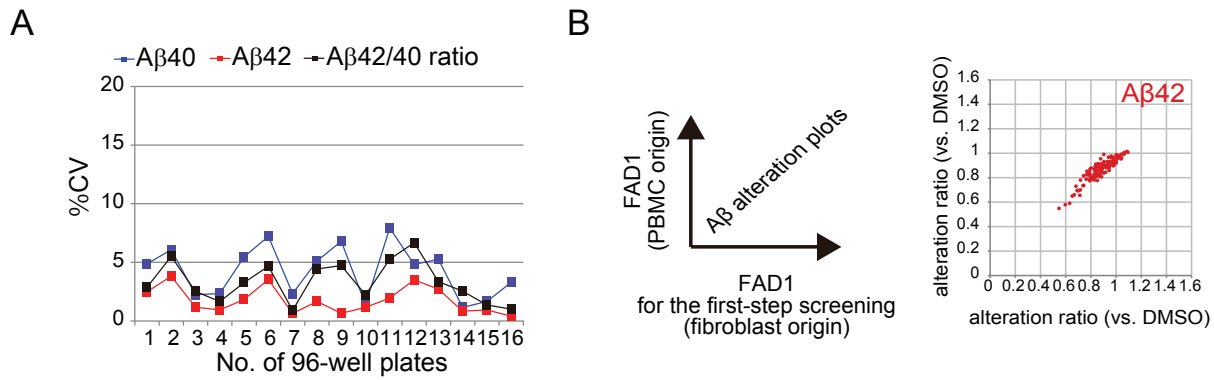 A
Aβ40 Aβ42 Aβ42/40 ratio
20
15
10
5
0
%CV
1 2 3 4 5 6 7 8 9 10 11 12 13 14 15 16
No. of 96-well plates
B
FAD1
(PBMC origin)
Aβ alteration plots
FAD1
for the first-step screening
(fibroblast origin)
alteration ratio (vs. DMSO)
1.6
1.4
1.2
1
0.8
0.6
0.4
0.2
0
Aβ42
0 0.2 0.4 0.6 0.8 1 1.2 1.4 1.6
alteration ratio (vs. DMSO)